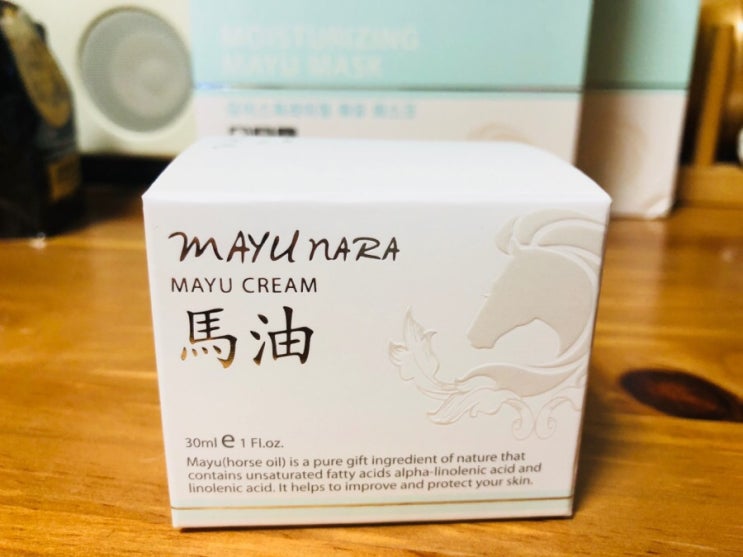 MOISTURIZING
MAYU MASK
MAYU NARA
MAYU CREAM
馬油
30ml e 1 Fl.oz.
Mayu(horse oil) is a pure gift ingredient of nature that
contains unsaturated fatty acids alpha-linolenic acid and
linolenic acid. It helps to improve and protect your skin.